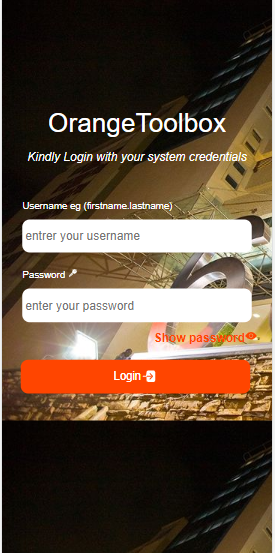 OrangeToolbox
Kindly Login with your system credentials
Username eg (firstname.lastname)
entrer your username
Password
enter your password
Show password
Login